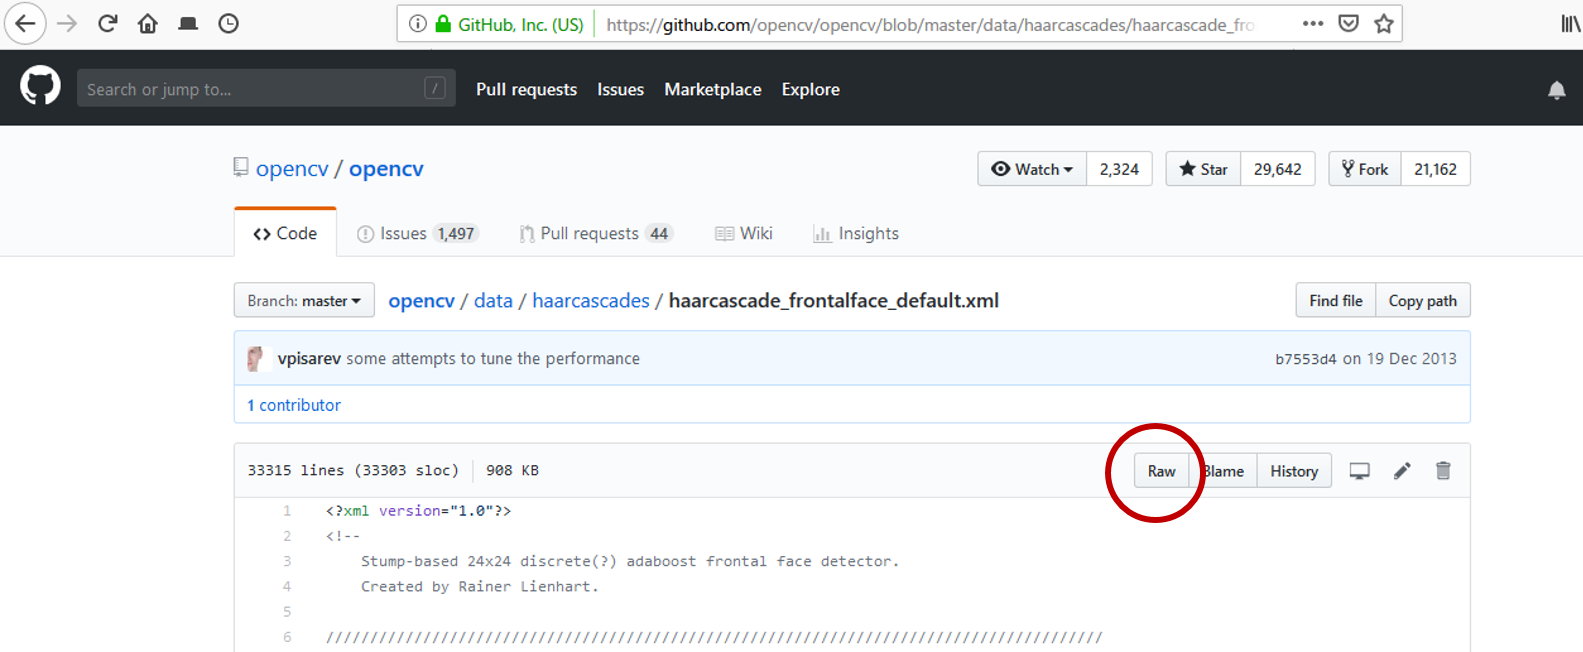 GitHub, Inc. (US) https://github.com/opencv/opencv/blob/master/data/haarcascades/haarcascade_fro
Search or jump to... / Pull requests Issues Marketplace Explore
opencv / opencv Watch 2,324 Star 29,642 Fork 21,162
Code Issues 1,497 Pull requests 44 Wiki Insights
Branch: master opencv / data / haarcascades / haarcascade_frontalface_default.xml Find file Copy path
vpisarev some attempts to tune the performance b7553d4 on 19 Dec 2013
1 contributor
33315 lines (33303 sloc) 908 KB Raw Blame History
1 <?xml version="1.0"?>
2 <!--
3 Stump-based 24x24 discrete(?) adaboost frontal face detector.
4 Created by Rainer Lienhart.
5
6 ////////////////////////////////////////////////////////////////////////////////////////